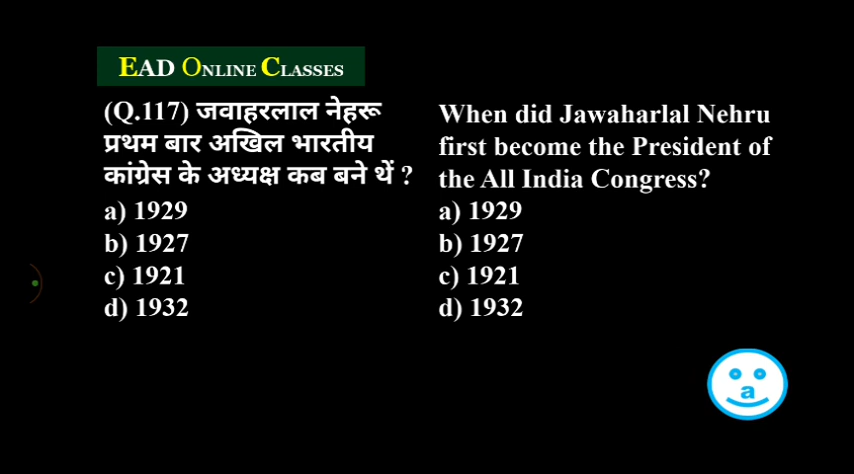 EAD ONLINE CLASSES
(Q.117) जवाहरलाल नेहरू
प्रथम बार अखिल भारतीय
कांग्रेस के अध्यक्ष कब बने थें ?
a) 1929
b) 1927
c) 1921
d) 1932
When did Jawaharlal Nehru
first become the President of
the All India Congress?
a) 1929
b) 1927
c) 1921
d) 1932
a